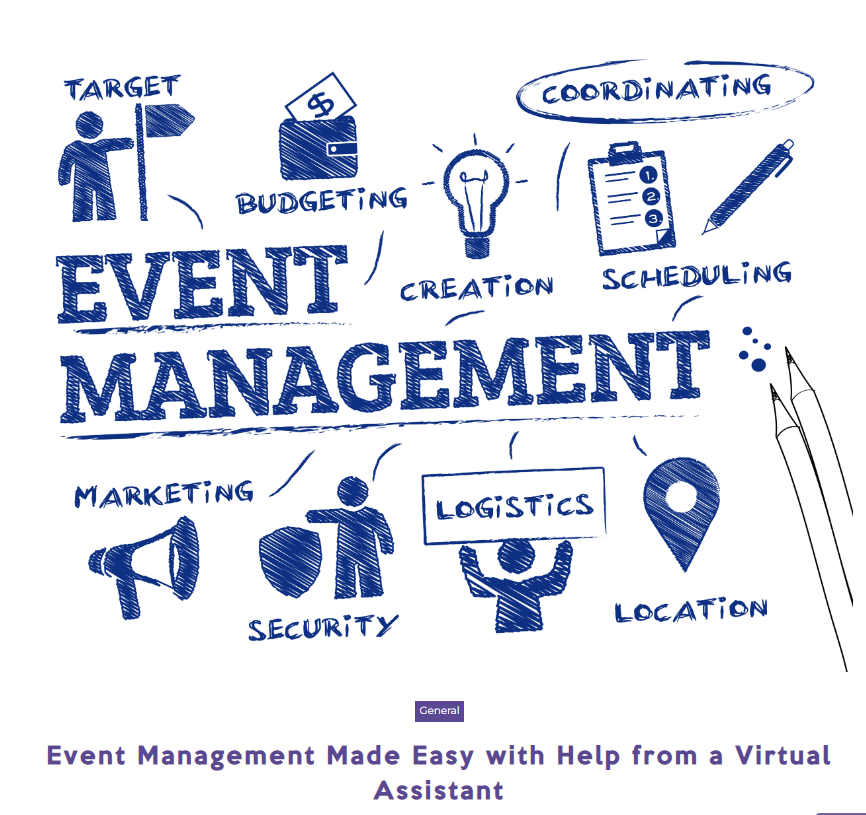 TARGET
$
BUDGETiNG
COORDiNATiNG
1
2
3
CREATiON
SCHEDULiNG
EVENT
MANAGEMENT
MARKETiNG
SECURiTY
LOGiSTiCS
LOCATiON
General
Event Management Made Easy with Help from a Virtual
Assistant